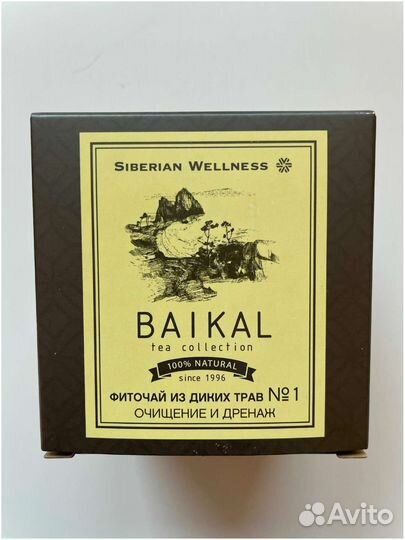 SIBERIAN WELLNESS
BAIKAL
tea collection
100% NATURAL
since 1996
ФИТОЧАЙ ИЗ ДИКИХ ТРАВ №1
ОЧИЩЕНИЕ И ДРЕНАЖ
Avito